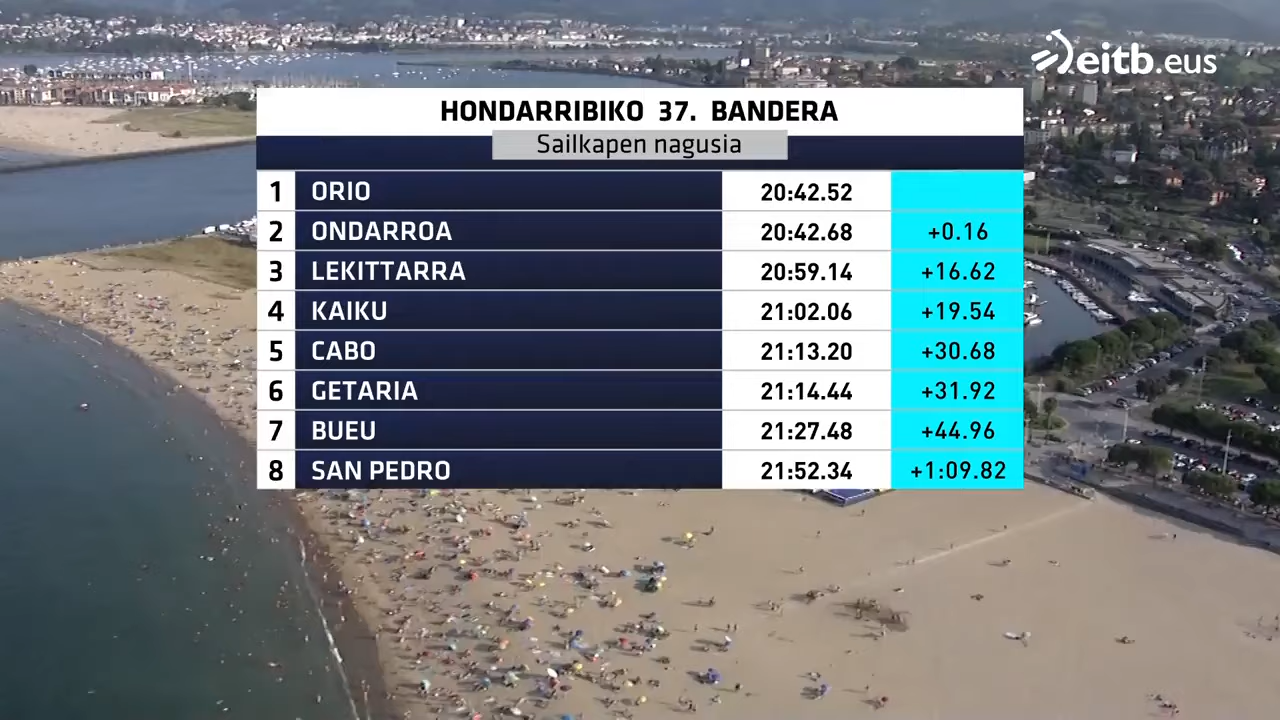 eitb.eus
HONDARRIBIKO 37. BANDERA
Sailkapen nagusia
1 ORIO 20:42.52
2 ONDARROA 20:42.68 +0.16
3 LEKITTARRA 20:59.14 +16.62
4 KAIKU 21:02.06 +19.54
5 CABO 21:13.20 +30.68
6 GETARIA 21:14.44 +31.92
7 BUEU 21:27.48 +44.96
8 SAN PEDRO 21:52.34 +1:09.82